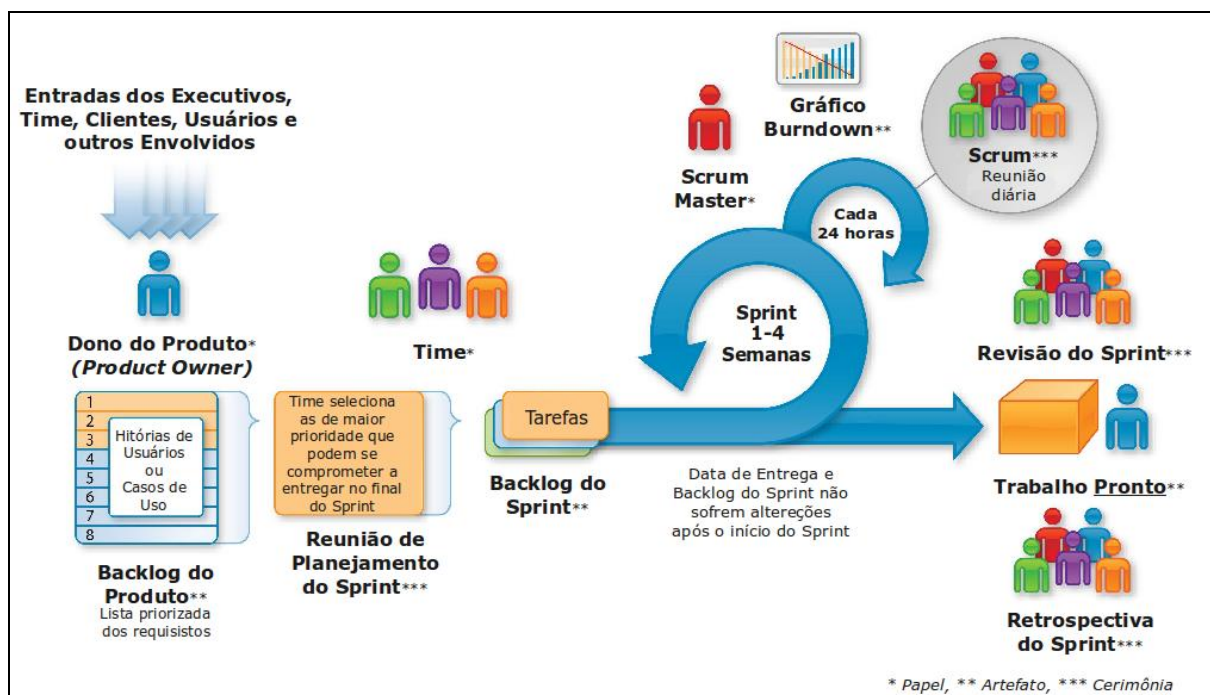 Entradas dos Executivos,
Time, Clientes, Usuários e
outros Envolvidos
Dono do Produto*
(Product Owner)
1
2
3
4
5
6
7
8
Hitórias de
Usuários
ou
Casos de
Uso
Backlog do
Produto**
Lista priorizada
dos requisistos
Time*
Time seleciona
as de maior
prioridade que
podem se
comprometer a
entregar no final
do Sprint
Reunião de
Planejamento
do Sprint***
Tarefas
Backlog do
Sprint**
Scrum
Master*
Gráfico
Burndown**
Cada
24 horas
Scrum***
Reunião
diária
Sprint
1-4
Semanas
Data de Entrega e
Backlog do Sprint não
sofrem altereções
após o início do Sprint
Revisão do Sprint***
Trabalho Pronto**
Retrospectiva
do Sprint***
* Papel, ** Artefato, *** Cerimônia